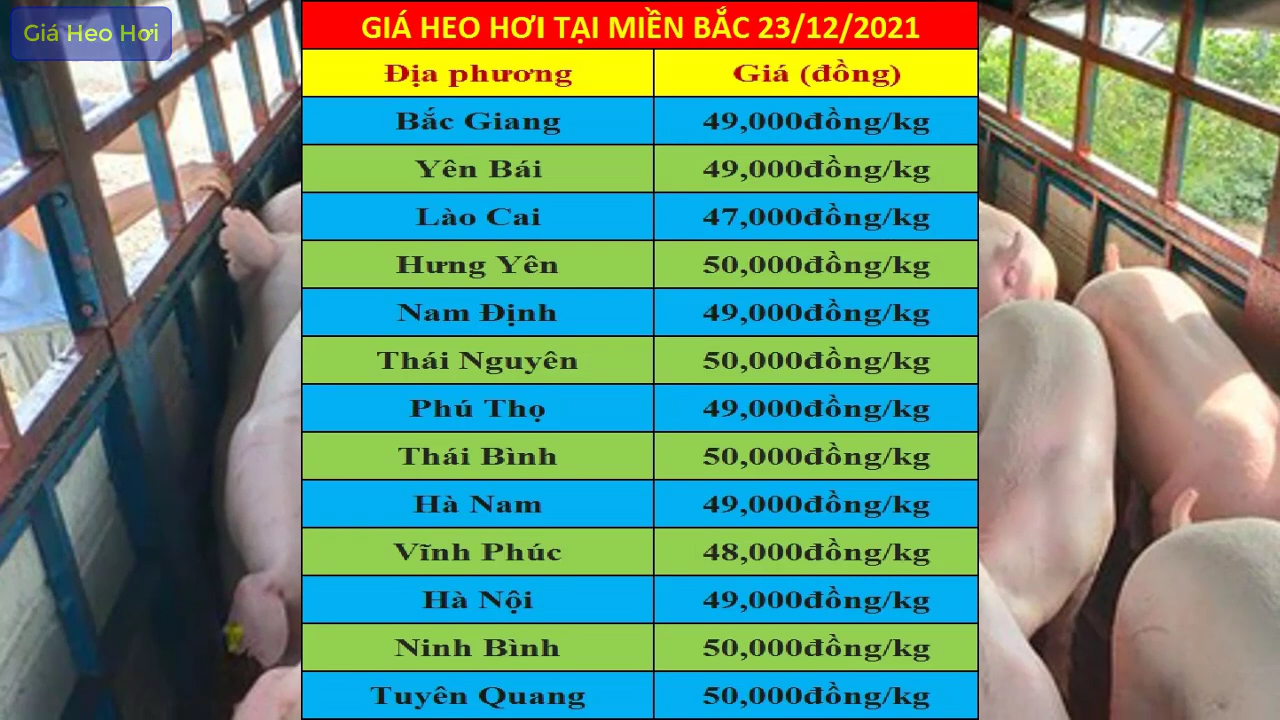 Giá Heo Hơi
GIÁ HEO HƠI TẠI MIỀN BẮC 23/12/2021
Địa phương Giá (đồng)
Bắc Giang 49,000đồng/kg
Yên Bái 49,000đồng/kg
Lào Cai 47,000đồng/kg
Hưng Yên 50,000đồng/kg
Nam Định 49,000đồng/kg
Thái Nguyên 50,000đồng/kg
Phú Thọ 49,000đồng/kg
Thái Bình 50,000đồng/kg
Hà Nam 49,000đồng/kg
Vĩnh Phúc 48,000đồng/kg
Hà Nội 49,000đồng/kg
Ninh Bình 50,000đồng/kg
Tuyên Quang 50,000đồng/kg